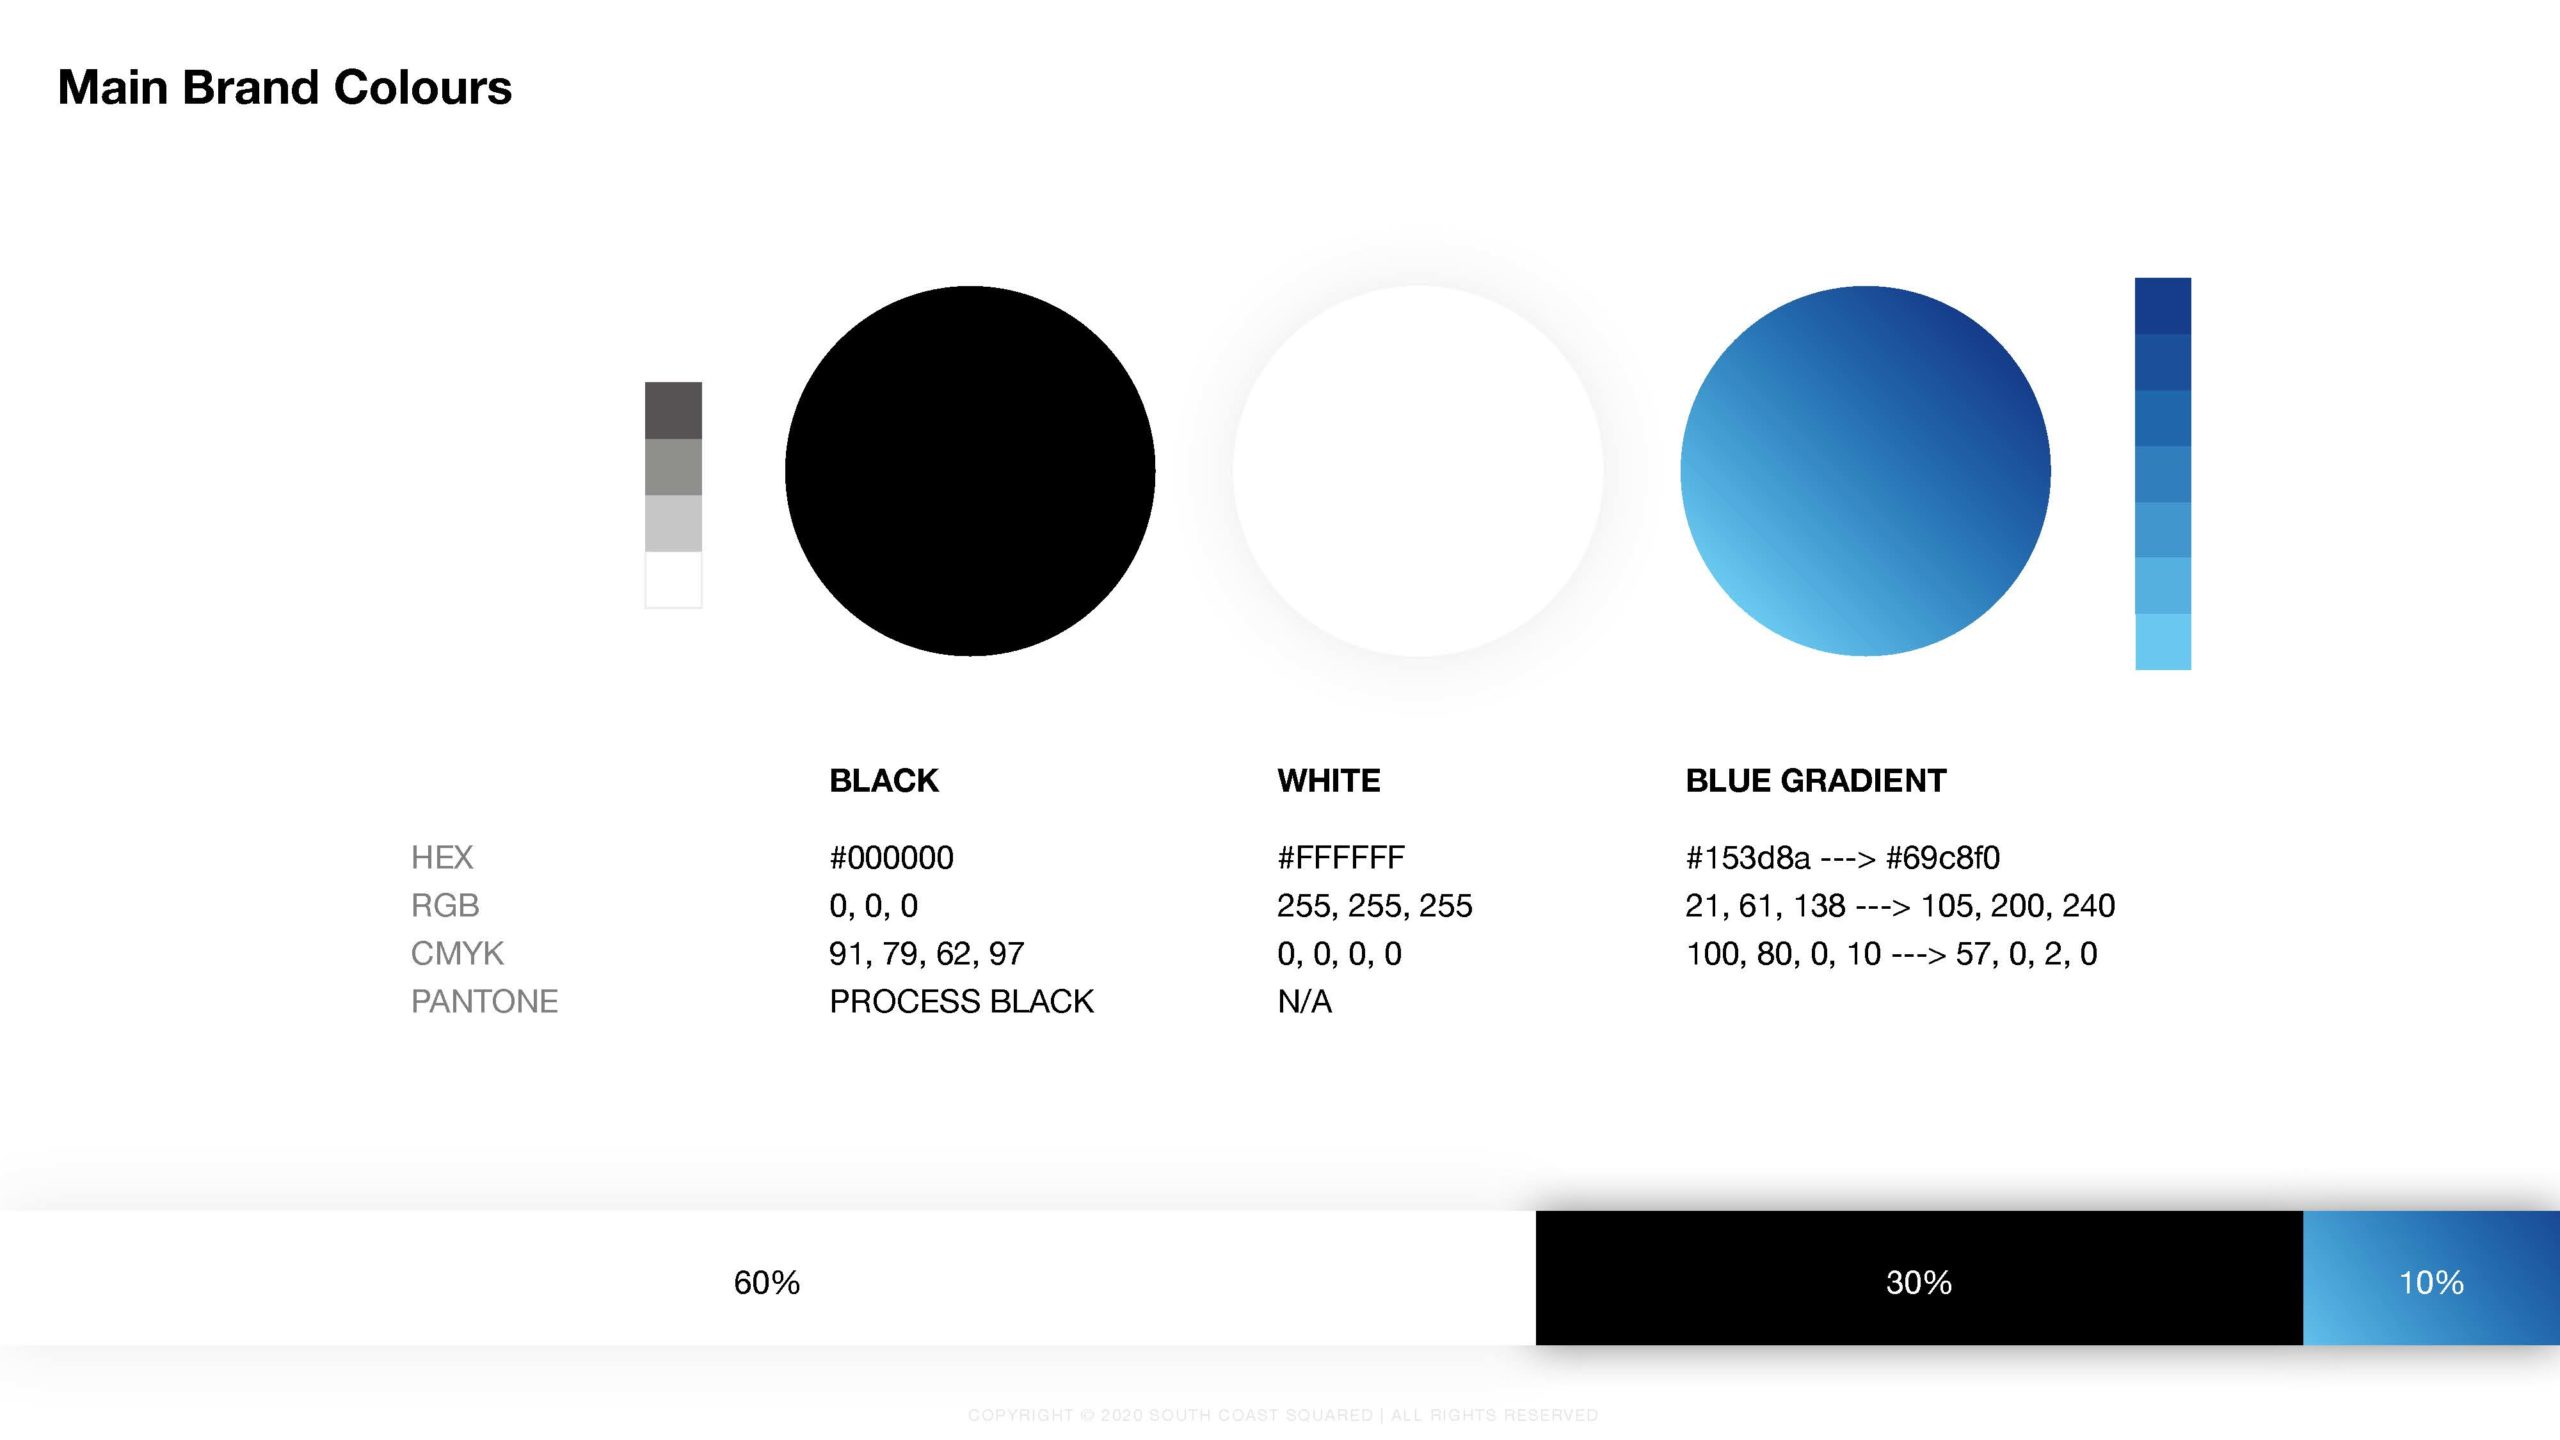 Main Brand Colours
BLACK WHITE BLUE GRADIENT
HEX #000000 #FFFFFF #153d8a ---> #69c8f0
RGB 0, 0, 0 255, 255, 255 21, 61, 138 ---> 105, 200, 240
CMYK 91, 79, 62, 97 0, 0, 0, 0 100, 80, 0, 10 ---> 57, 0, 2, 0
PANTONE PROCESS BLACK N/A
60% 30% 10%
COPYRIGHT © 2020 SOUTH COAST SQUARED | ALL RIGHTS RESERVED